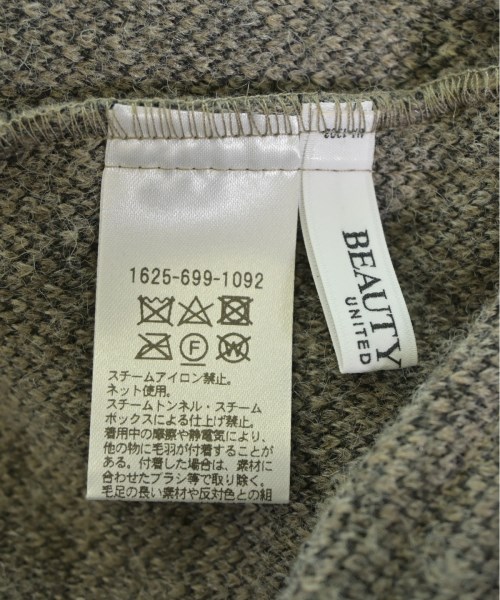 1625-699-1092
F
W
スチームアイロン禁止。
ネット使用。
スチームトンネル・スチーム
ボックスによる仕上げ禁止。
着用中の摩擦や静電気により、
他の物に毛羽が付着することが
ある。付着した場合は、素材に
合わせたブラシ等で取り除く。
毛足の長い素材や反対色との組
BEAUTY
UNITED